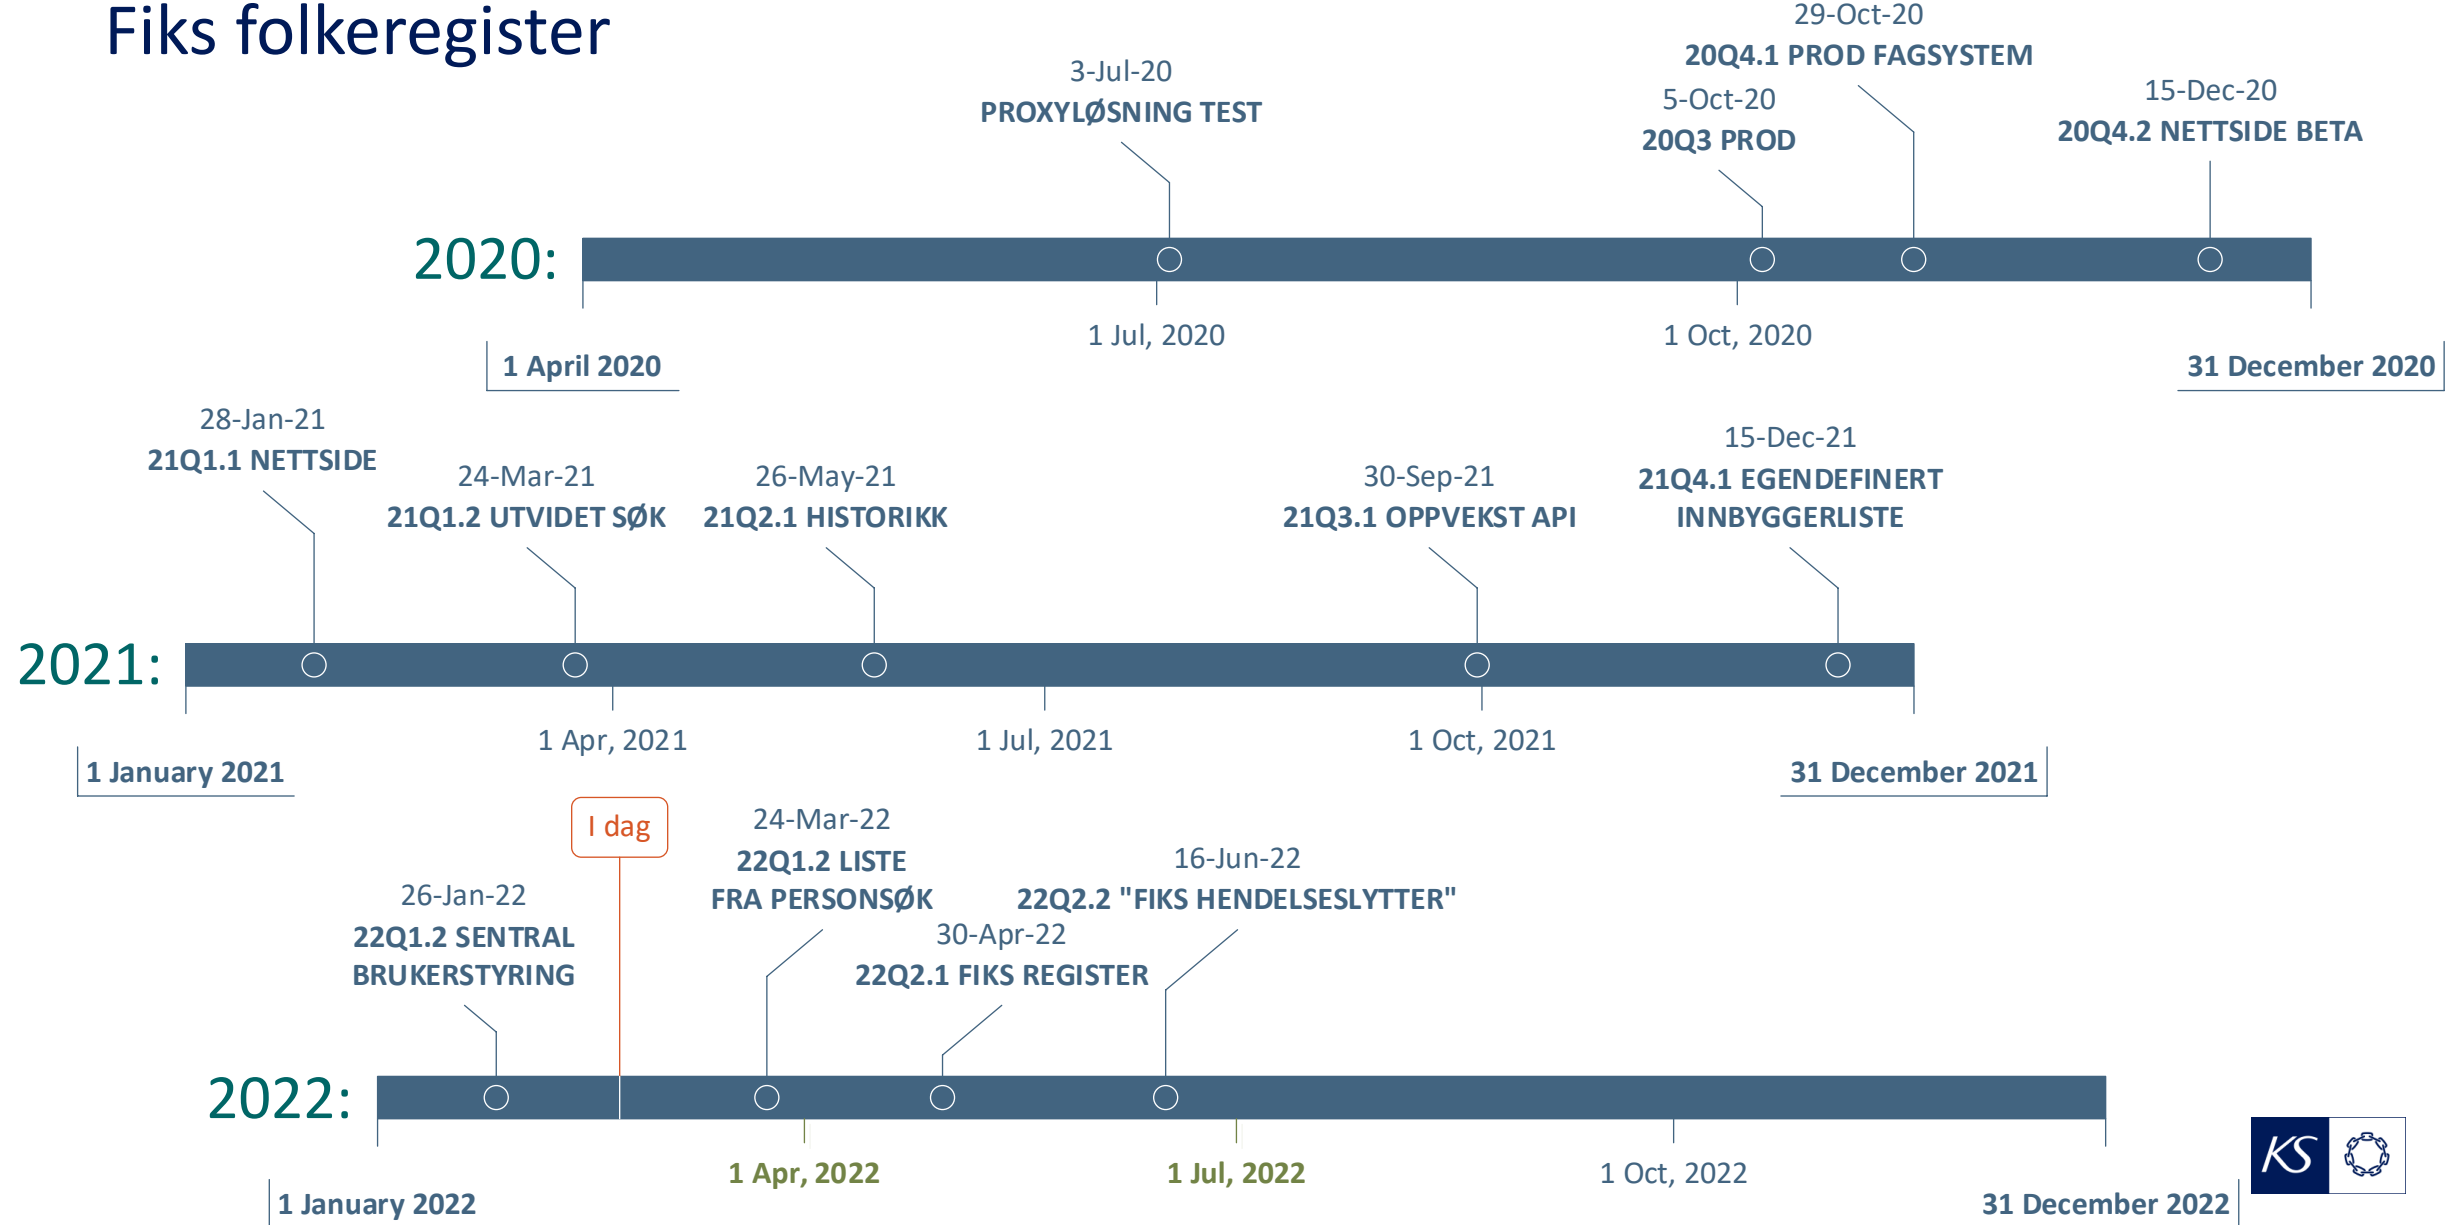 Fiks folkeregister
29-Oct-20
20Q4.1 PROD FAGSYSTEM
3-Jul-20
PROXYLØSNING TEST
5-Oct-20
20Q3 PROD
15-Dec-20
20Q4.2 NETTSIDE BETA
2020:
1 Jul, 2020
1 Oct, 2020
1 April 2020
31 December 2020
28-Jan-21
21Q1.1 NETTSIDE
24-Mar-21
21Q1.2 UTVIDET SØK
26-May-21
21Q2.1 HISTORIKK
30-Sep-21
21Q3.1 OPPVEKST API
15-Dec-21
21Q4.1 EGENDEFINERT
INNBYGGERLISTE
2021:
1 Apr, 2021
1 Jul, 2021
1 Oct, 2021
1 January 2021
31 December 2021
I dag
26-Jan-22
22Q1.2 SENTRAL
BRUKERSTYRING
24-Mar-22
22Q1.2 LISTE
FRA PERSONSØK
30-Apr-22
22Q2.1 FIKS REGISTER
16-Jun-22
22Q2.2 "FIKS HENDELSESLYTTER"
2022:
1 Apr, 2022
1 Jul, 2022
1 Oct, 2022
1 January 2022
31 December 2022
KS